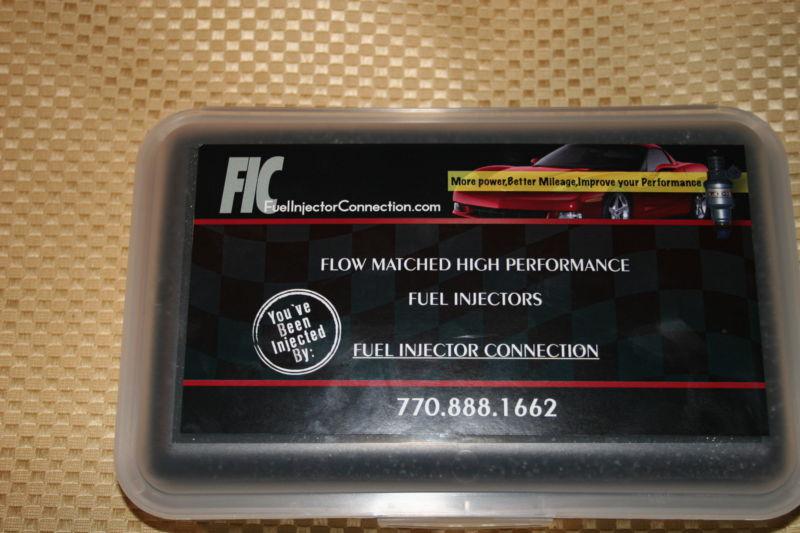 FIC
FuelInjectorConnection.com
More power,Better Mileage,Improve your Performance
FLOW MATCHED HIGH PERFORMANCE
FUEL INJECTORS
You've
Been
Injected
By:
FUEL INJECTOR CONNECTION
770.888.1662